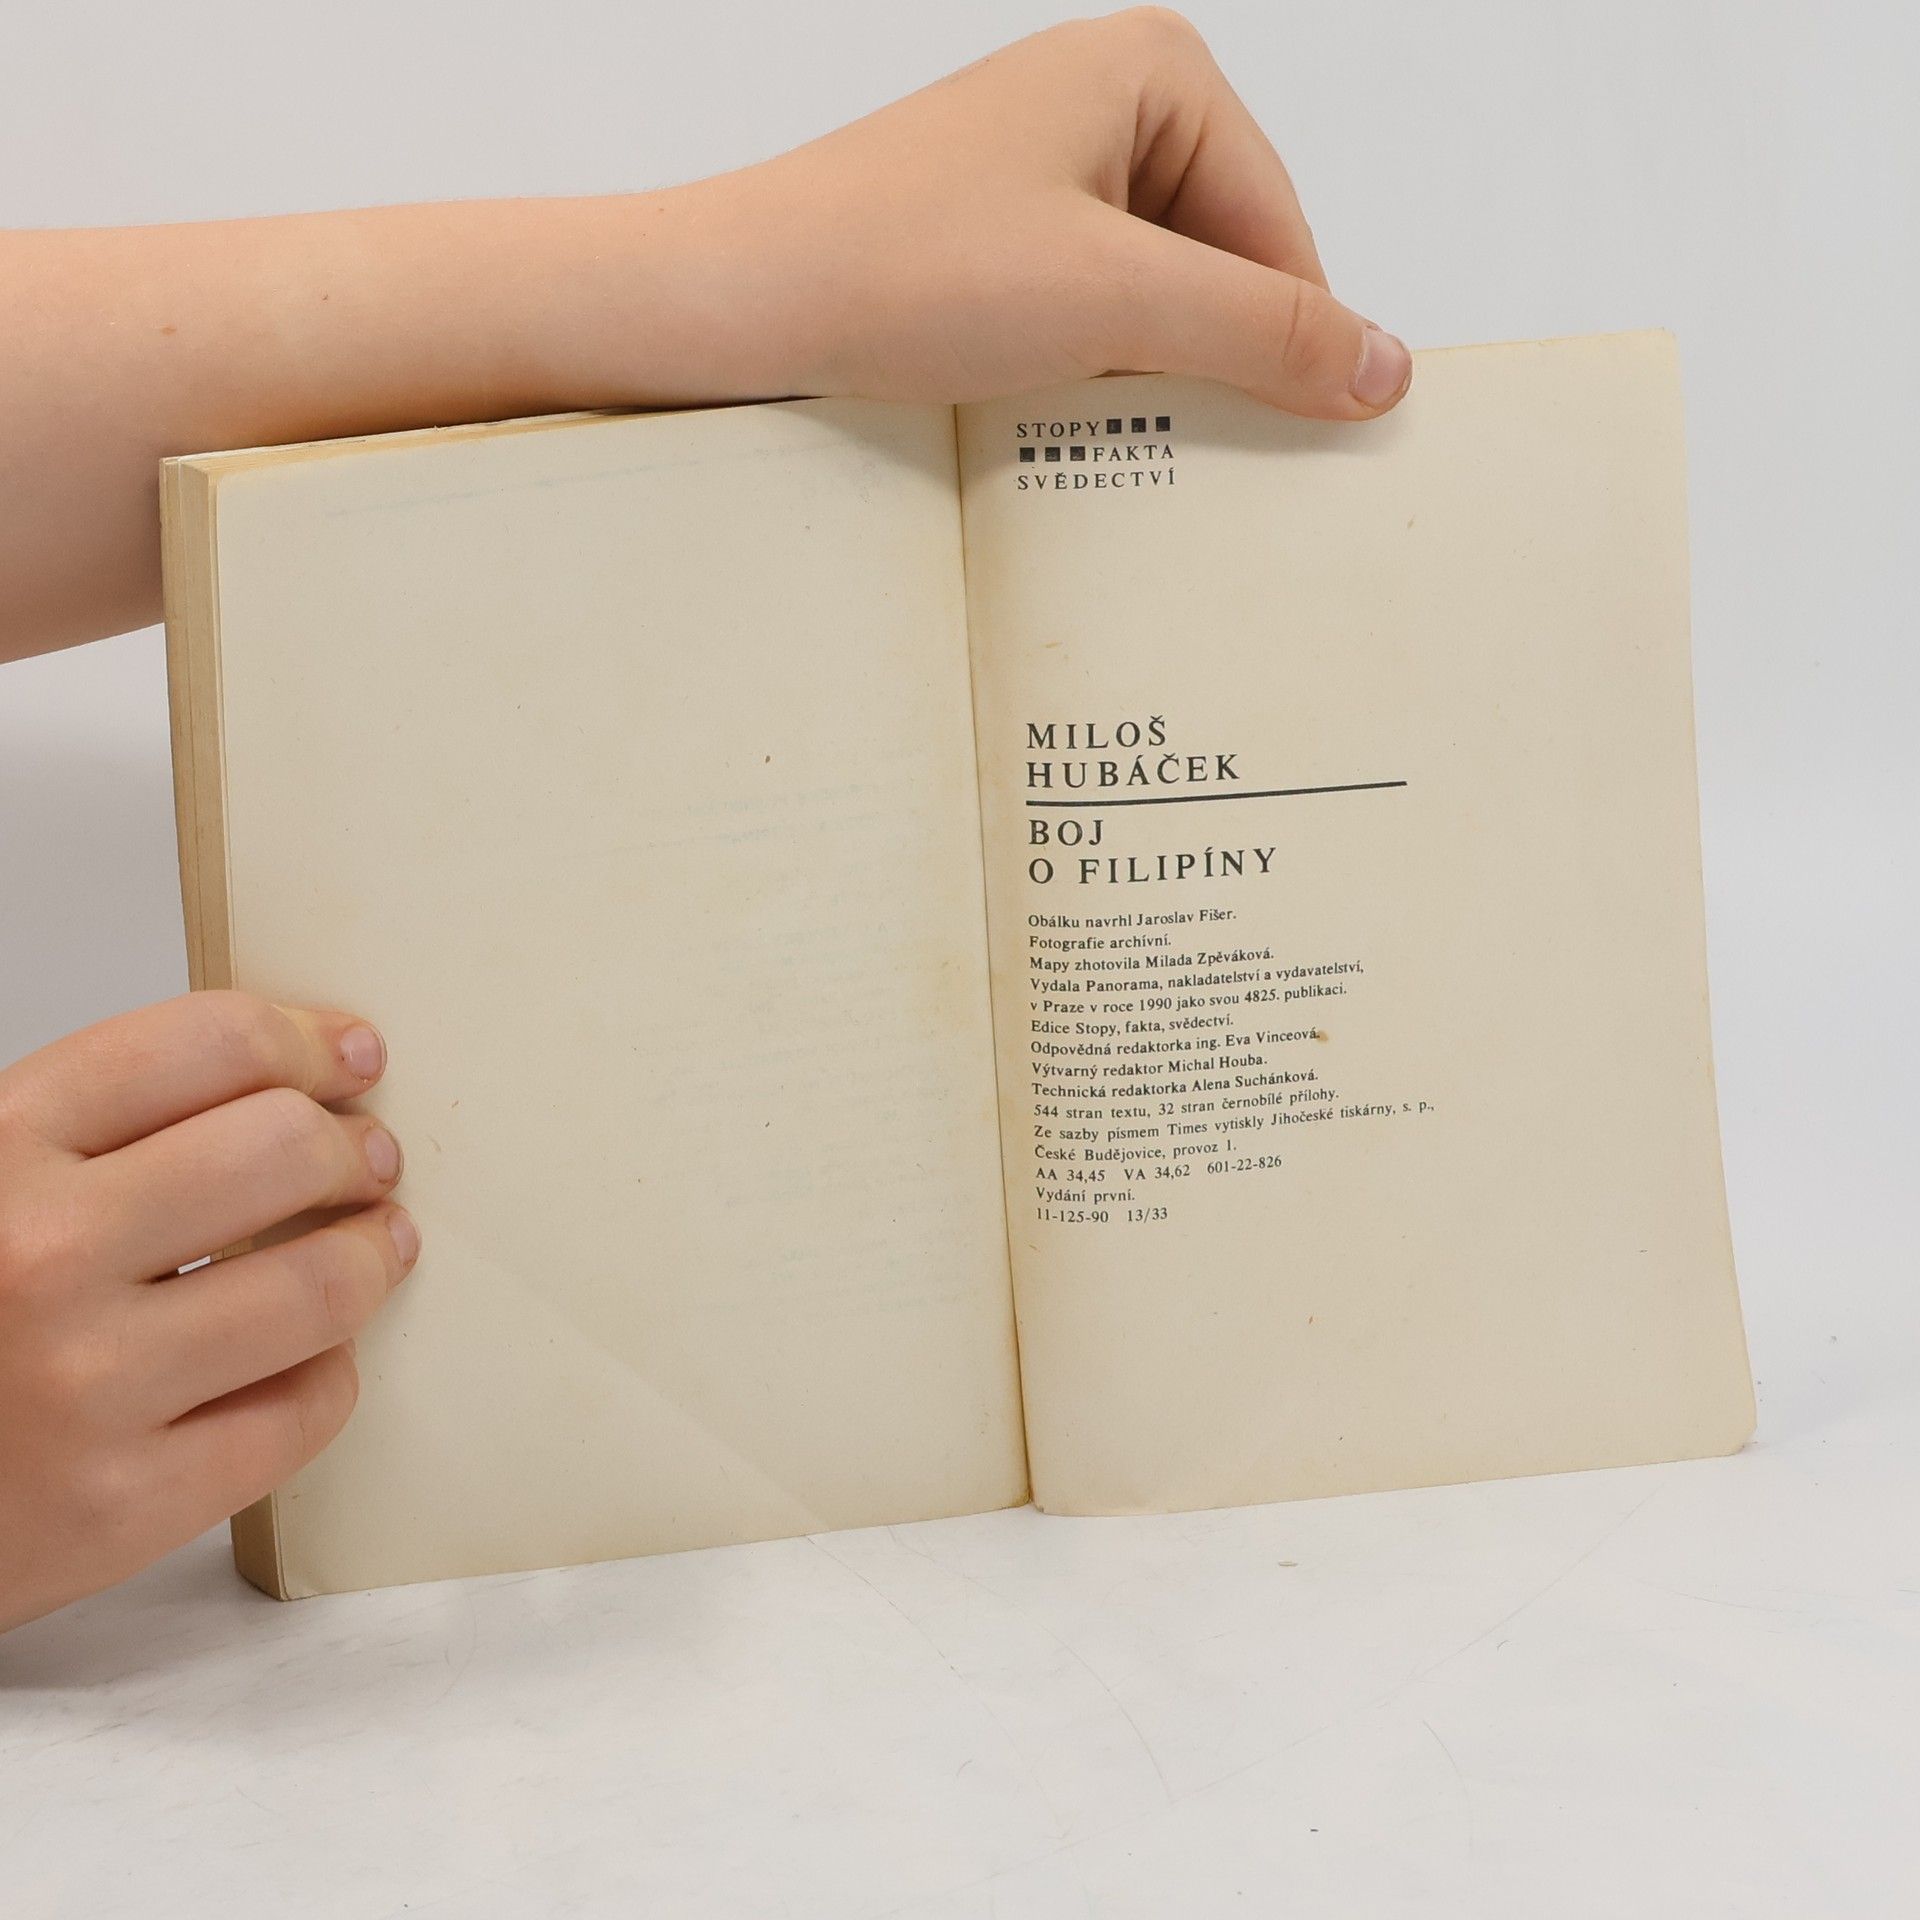 STOPY■■■
■■■FAKTA
SVĚDECTVÍ
MILOŠ
HUBÁČEK
BOJ
O FILIPÍNY
Obálku navrhl Jaroslav Fišer.
Fotografie archívní.
Mapy zhotovila Milada Zpěváková.
Vydala Panorama, nakladatelství a vydavatelství,
v Praze v roce 1990 jako svou 4825. publikaci.
Edice Stopy, fakta, svědectví.
Odpovědná redaktorka ing. Eva Vinceová.
Výtvarný redaktor Michal Houba.
Technická redaktorka Alena Suchánková.
544 stran textu, 32 stran černobílé přílohy.
Ze sazby písmem Times vytiskly Jihočeské tiskárny, s. p.,
České Budějovice, provoz 1.
AA 34,45 VA 34,62 601-22-826
Vydání první.
11-125-90 13/33